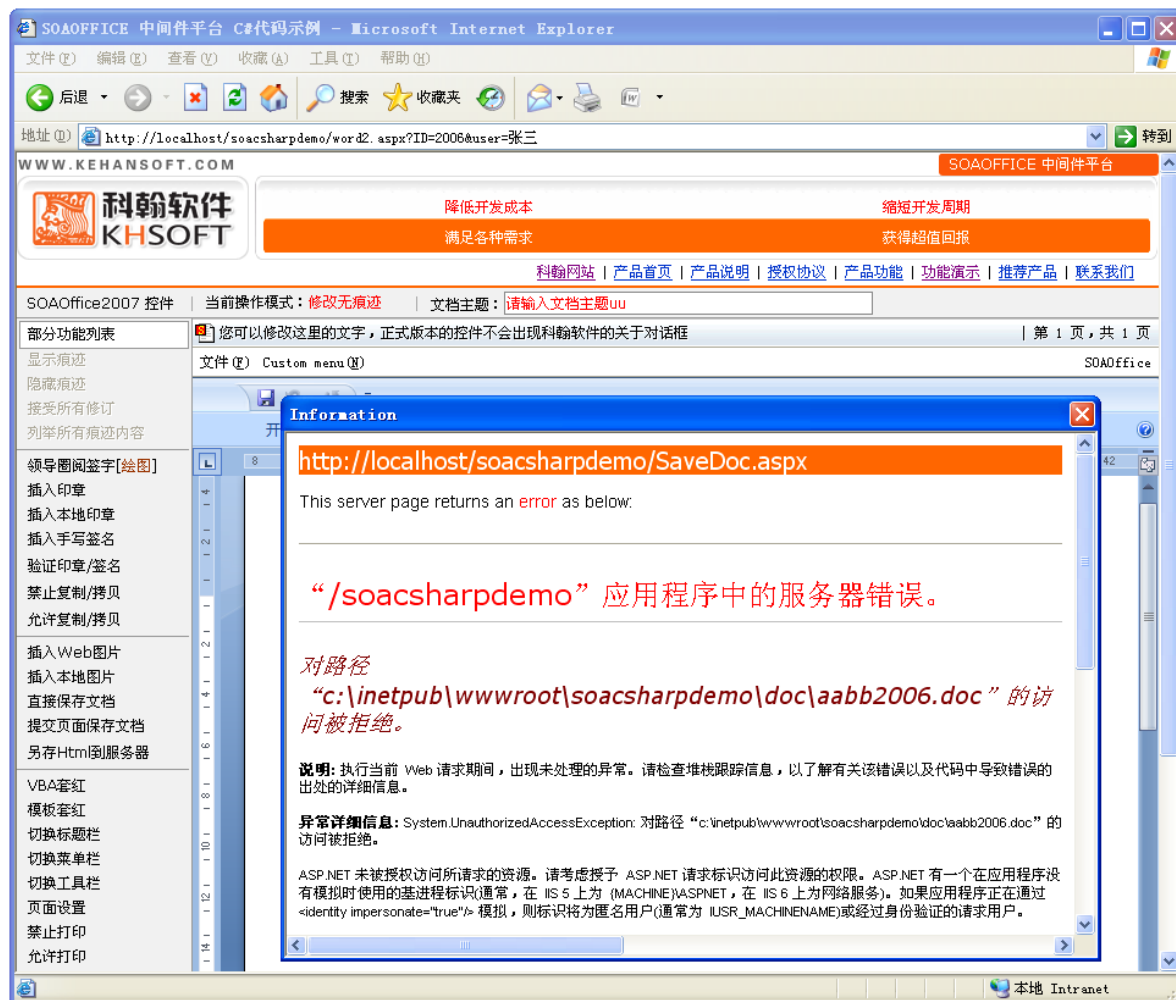 SOAOFFICE 中间件平台 C#代码示例 - Microsoft Internet Explorer
文件(F) 编辑(E) 查看(V) 收藏(A) 工具(T) 帮助(H)
后退 搜索 收藏夹
地址(D) http://localhost/soacsharpdemo/word2.aspx?ID=2006&user=张三 转到
WWW.KEHANSOFT.COM SOAOFFICE 中间件平台
科翰软件
KHSOFT
降低开发成本 缩短开发周期
满足各种需求 获得超值回报
科翰网站 | 产品首页 | 产品说明 | 授权协议 | 产品功能 | 功能演示 | 推荐产品 | 联系我们
SOAOffice2007 控件 | 当前操作模式：修改无痕迹 | 文档主题：请输入文档主题uu
部分功能列表
您可以修改这里的文字，正式版本的控件不会出现科翰软件的关于对话框 | 第 1 页，共 1 页
文件(F) Custom menu(N) SOAOffice
显示痕迹
隐藏痕迹
接受所有修订
列举所有痕迹内容
领导圈阅签字[绘图]
插入印章
插入本地印章
插入手写签名
验证印章/签名
禁止复制/拷贝
允许复制/拷贝
插入Web图片
插入本地图片
直接保存文档
提交页面保存文档
另存Html到服务器
VBA套红
模板套红
切换标题栏
切换菜单栏
切换工具栏
页面设置
禁止打印
允许打印
开
8 42
4
2
2
4
6
8
10
12
14
Information
http://localhost/soacsharpdemo/SaveDoc.aspx
This server page returns an error as below:
“/soacsharpdemo”应用程序中的服务器错误。
对路径
“c:\inetpub\wwwroot\soacsharpdemo\doc\aabb2006.doc”的访
问被拒绝。
说明: 执行当前 Web 请求期间，出现未处理的异常。请检查堆栈跟踪信息，以了解有关该错误以及代码中导致错误的
出处的详细信息。
异常详细信息: System.UnauthorizedAccessException: 对路径“c:\inetpub\wwwroot\soacsharpdemo\doc\aabb2006.doc”的
访问被拒绝。
ASP.NET 未被授权访问所请求的资源。请考虑授予 ASP.NET 请求标识访问此资源的权限。ASP.NET 有一个在应用程序没
有模拟时使用的基进程标识(通常，在 IIS 5 上为 {MACHINE}\ASPNET，在 IIS 6 上为网络服务)。如果应用程序正在通过
<identity impersonate="true"/> 模拟，则标识将为匿名用户(通常为 IUSR_MACHINENAME)或经过身份验证的请求用户。
本地 Intranet